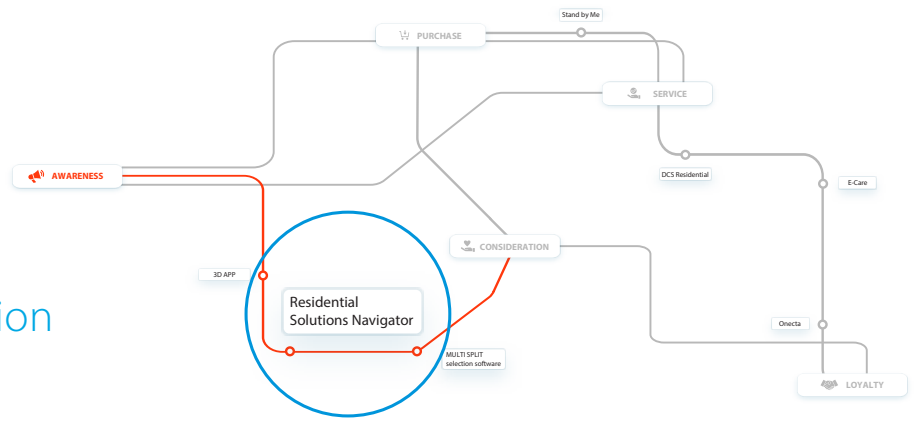 Stand by Me
PURCHASE
SERVICE
AWARENESS
DCS Residential
E-Care
CONSIDERATION
3D APP
Residential
Solutions Navigator
ion
Onecta
MULTI SPLIT
selection software
LOYALTY